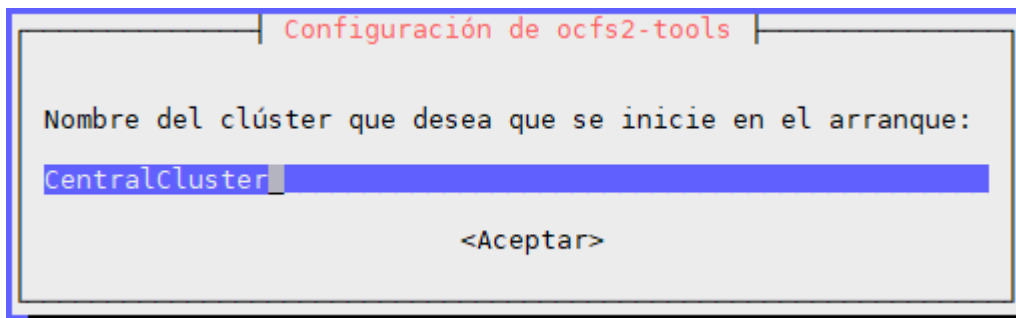 Configuración de ocfs2-tools
Nombre del clúster que desea que se inicie en el arranque:
CentralCluster
<Aceptar>